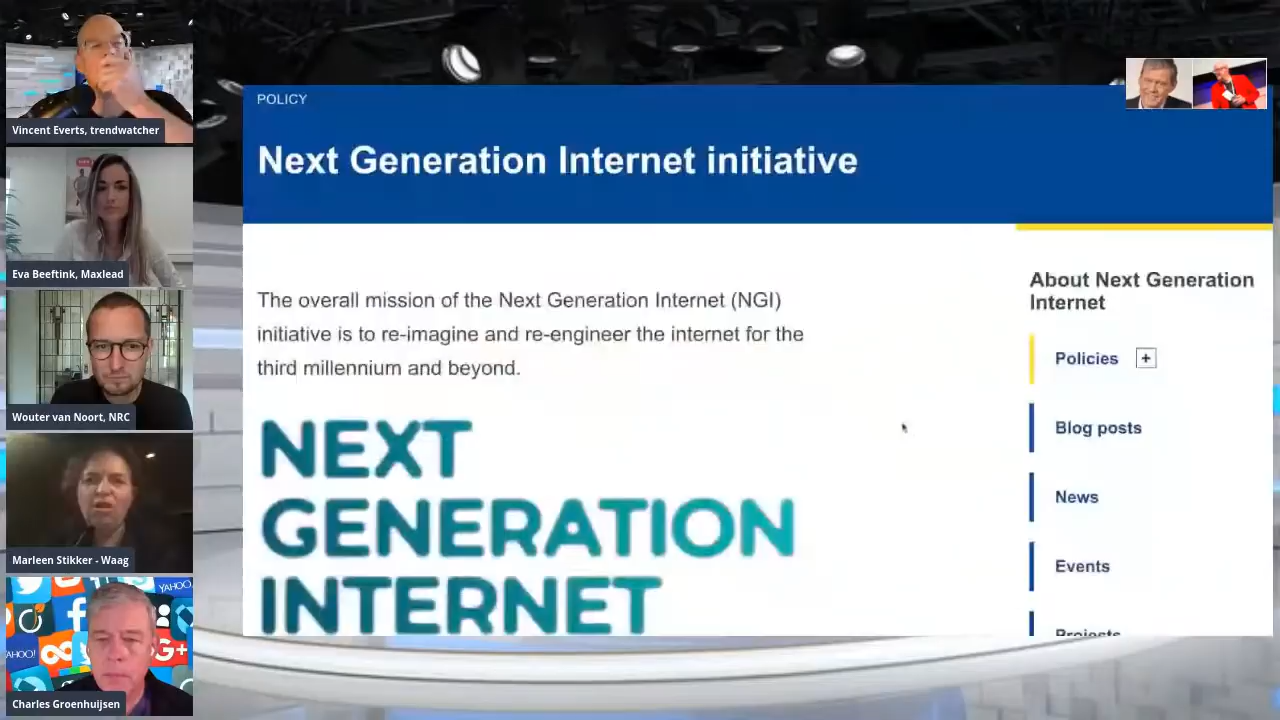 Vincent Everts, trendwatcher
Eva Beeftink, Maxlead
Wouter van Noort, NRC
Marleen Stikker - Waag
YAHOO!
G+
YAHOO!
Charles Groenhuijsen
POLICY
Next Generation Internet initiative
The overall mission of the Next Generation Internet (NGI)
initiative is to re-imagine and re-engineer the internet for the
third millennium and beyond.
NEXT
GENERATION
INTERNET
About Next Generation
Internet
Policies
Blog posts
News
Events
Projects